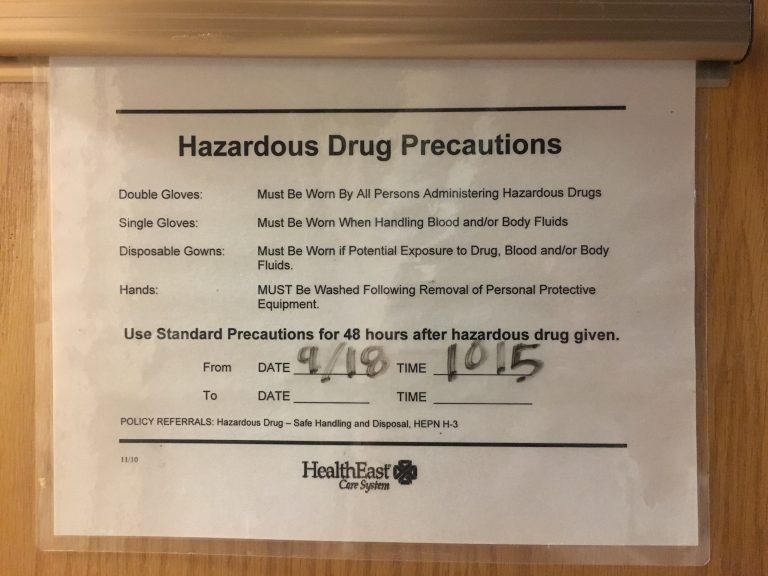 Hazardous Drug Precautions
Double Gloves: Must Be Worn By All Persons Administering Hazardous Drugs
Single Gloves: Must Be Worn When Handling Blood and/or Body Fluids
Disposable Gowns: Must Be Worn if Potential Exposure to Drug, Blood and/or Body
Fluids.
Hands: MUST Be Washed Following Removal of Personal Protective
Equipment.
Use Standard Precautions for 48 hours after hazardous drug given.
From DATE 9/18 TIME 1015
To DATE TIME
POLICY REFERRALS: Hazardous Drug – Safe Handling and Disposal, HEPN H-3
11/10
HealthEast
Care System